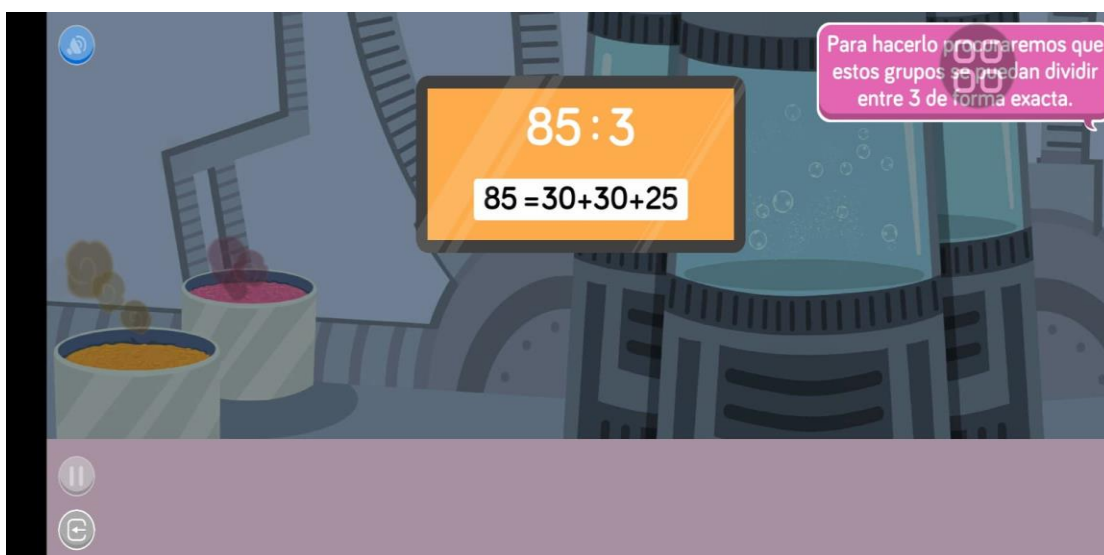 85:3
85=30+30+25
Para hacerlo procuraremos que
estos grupos se puedan dividir
entre 3 de forma exacta.